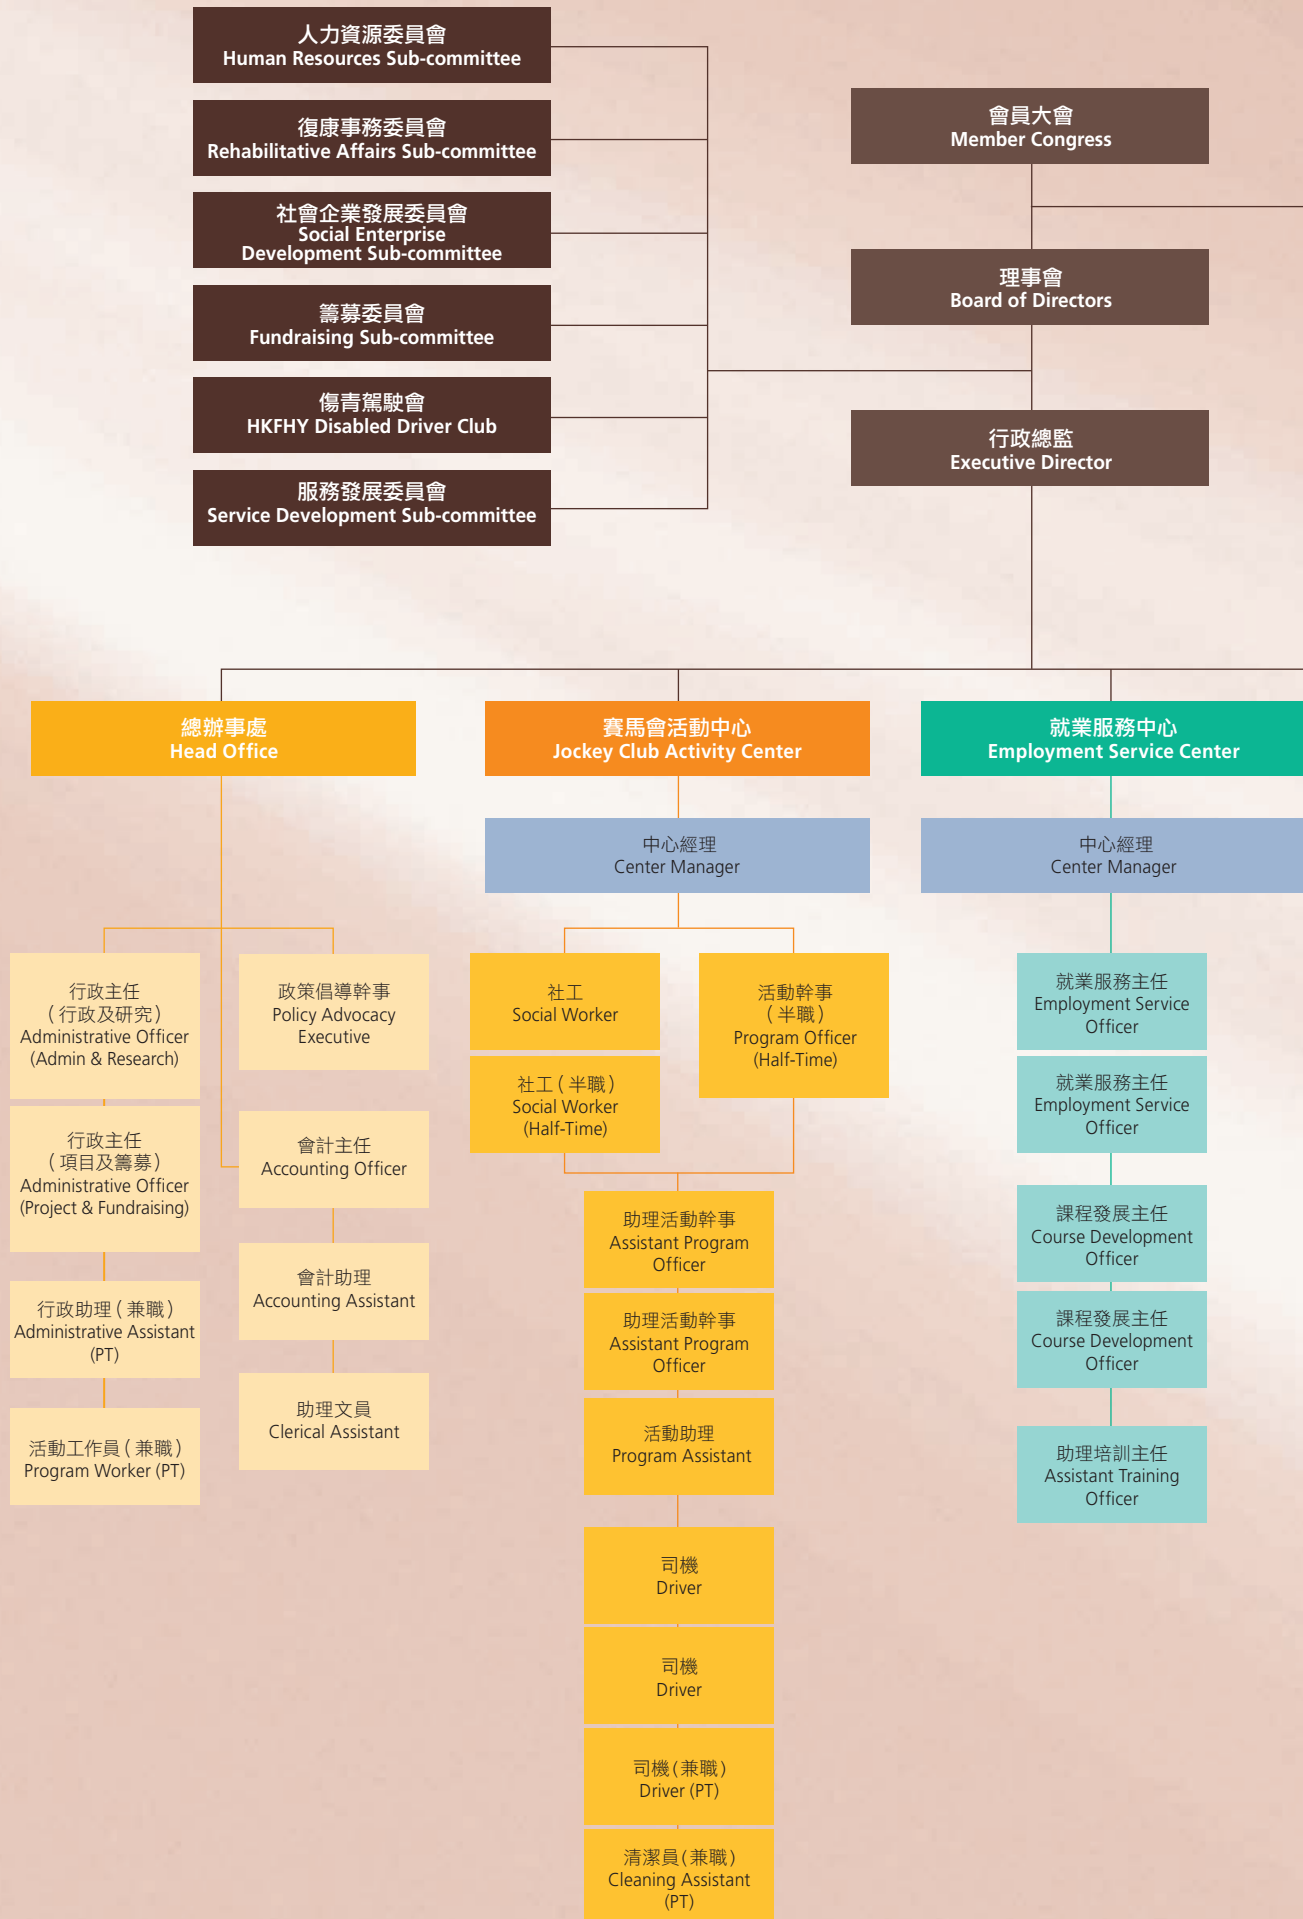 人力資源委員會
Human Resources Sub-committee
復康事務委員會
Rehabilitative Affairs Sub-committee
社會企業發展委員會
Social Enterprise
Development Sub-committee
籌募委員會
Fundraising Sub-committee
傷青駕駛會
HKFHY Disabled Driver Club
服務發展委員會
Service Development Sub-committee
會員大會
Member Congress
理事會
Board of Directors
行政總監
Executive Director
總辦事處
Head Office
行政主任
（行政及研究）
Administrative Officer
(Admin & Research)
行政主任
（項目及籌募）
Administrative Officer
(Project & Fundraising)
行政助理（兼職）
Administrative Assistant
(PT)
活動工作員（兼職）
Program Worker (PT)
政策倡導幹事
Policy Advocacy
Executive
會計主任
Accounting Officer
會計助理
Accounting Assistant
助理文員
Clerical Assistant
賽馬會活動中心
Jockey Club Activity Center
中心經理
Center Manager
社工
Social Worker
社工（半職）
Social Worker
(Half-Time)
活動幹事
（半職）
Program Officer
(Half-Time)
助理活動幹事
Assistant Program
Officer
助理活動幹事
Assistant Program
Officer
活動助理
Program Assistant
司機
Driver
司機
Driver
司機(兼職)
Driver (PT)
清潔員(兼職)
Cleaning Assistant
(PT)
就業服務中心
Employment Service Center
中心經理
Center Manager
就業服務主任
Employment Service
Officer
就業服務主任
Employment Service
Officer
課程發展主任
Course Development
Officer
課程發展主任
Course Development
Officer
助理培訓主任
Assistant Training
Officer